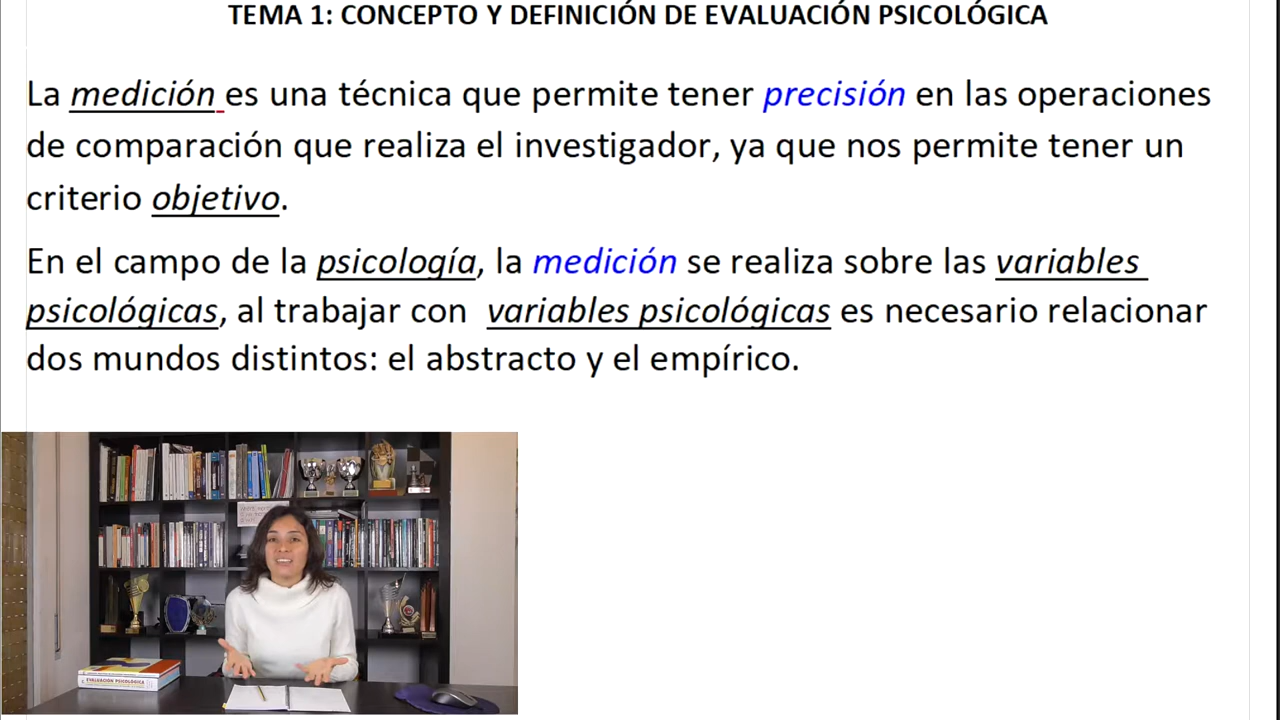 TEMA 1: CONCEPTO Y DEFINICIÓN DE EVALUACIÓN PSICOLÓGICA
La medición es una técnica que permite tener precisión en las operaciones
de comparación que realiza el investigador, ya que nos permite tener un
criterio objetivo.
En el campo de la psicología, la medición se realiza sobre las variables
psicológicas, al trabajar con variables psicológicas es necesario relacionar
dos mundos distintos: el abstracto y el empírico.
EVALUACIÓN PSICOLÓGICA